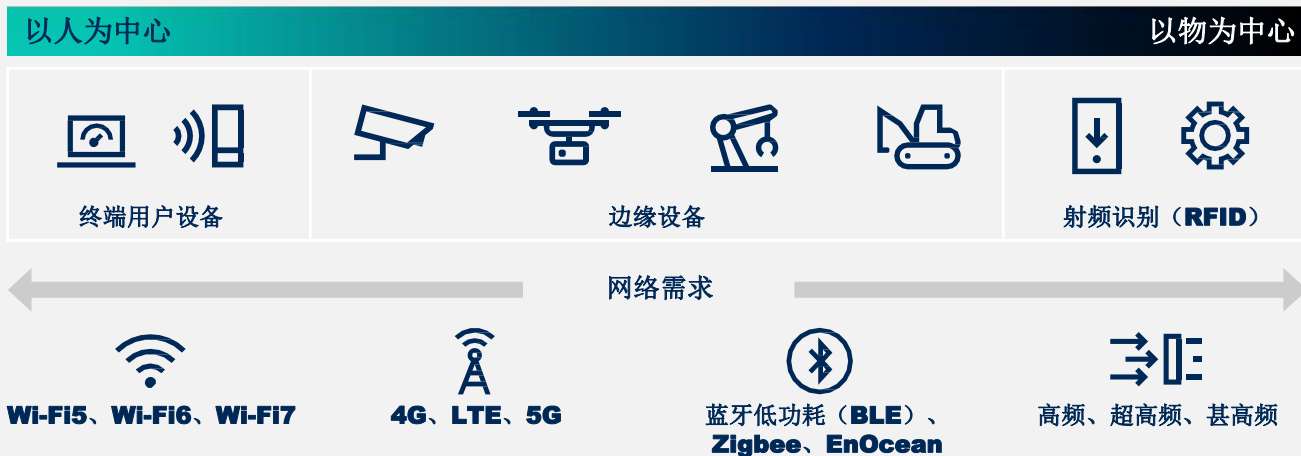 以人为中心
以物为中心
终端用户设备
边缘设备
射频识别（RFID）
网络需求
Wi-Fi5、Wi-Fi6、Wi-Fi7
4G、LTE、5G
蓝牙低功耗（BLE）、
Zigbee、EnOcean
高频、超高频、甚高频